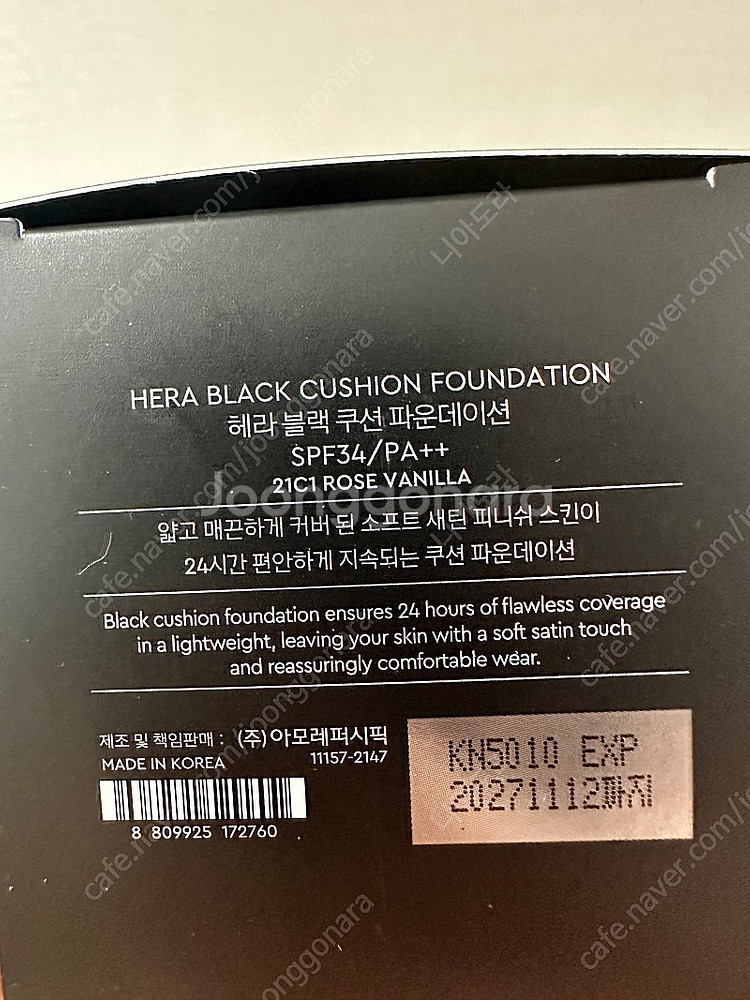 HERA BLACK CUSHION FOUNDATION
헤라 블랙 쿠션 파운데이션
SPF34/PA++
21C1 ROSE VANILLA
Joongdonara
얇고 매끈하게 커버 된 소프트 새틴 피니쉬 스킨이
24시간 편안하게 지속되는 쿠션 파운데이션
Black cushion foundation ensures 24 hours of flawless coverage
in a lightweight, leaving your skin with a soft satin touch
and reassuringly comfortable wear.
제조 및 책임판매 : (주)아모레퍼시픽
MADE IN KOREA 11157-2147
8 809925 172760
KN5010 EXP
20271112까지
나야도라
cafe.naver.com/jo
joonggonara